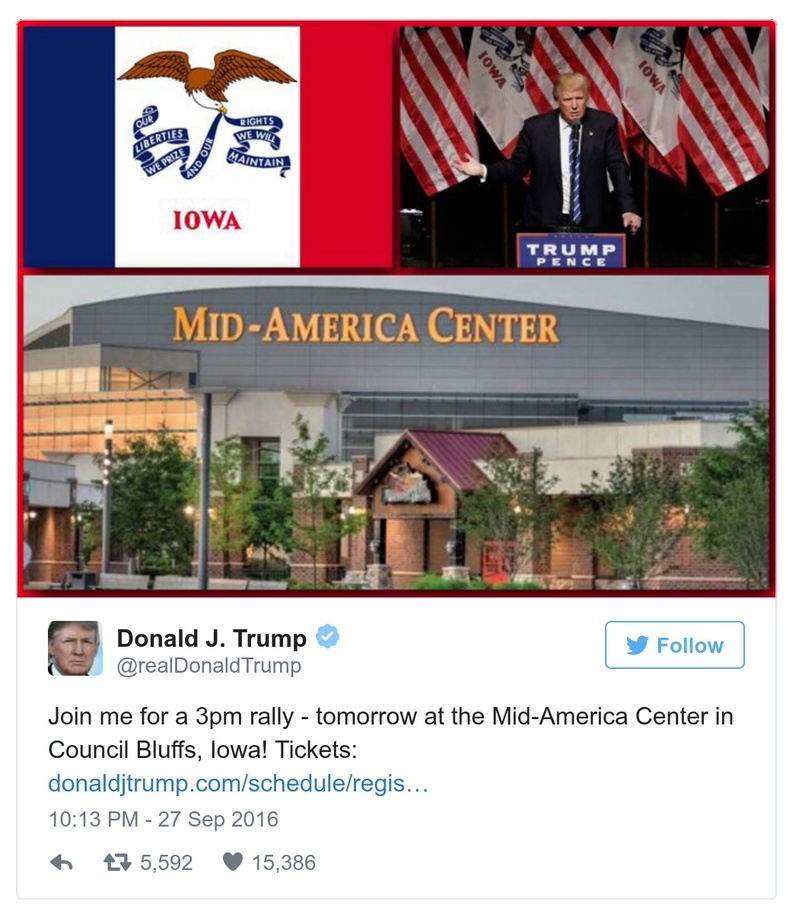 OUR
LIBERTIES
WE PRIZE
AND OUR
RIGHTS
WE WILL
MAINTAIN
IOWA
IOWA
IOWA
TRUMP
PENCE
MID-AMERICA CENTER
Donald J. Trump
@realDonaldTrump
Follow
Join me for a 3pm rally - tomorrow at the Mid-America Center in
Council Bluffs, Iowa! Tickets:
donaldjtrump.com/schedule/regis…
10:13 PM - 27 Sep 2016
5,592 15,386